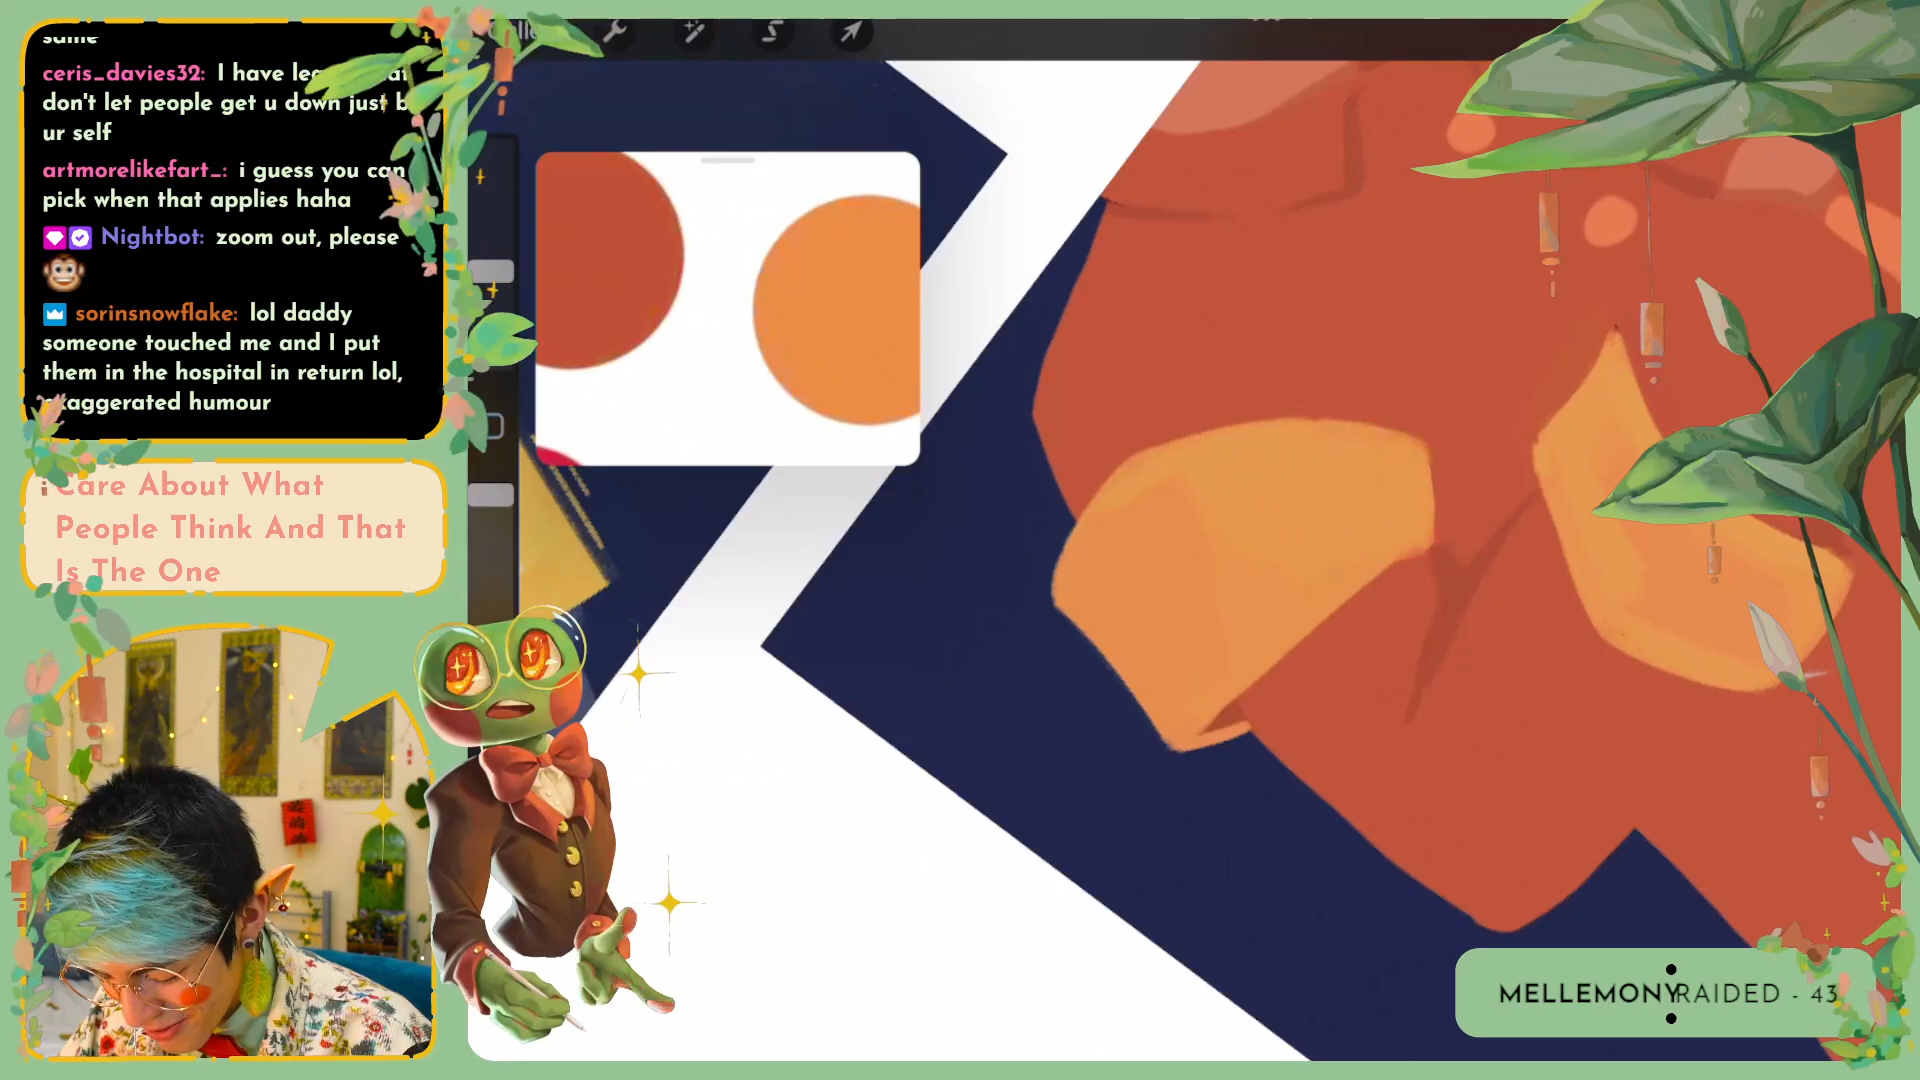 same
ceris_davies32: I have
don't let people get u down just
ur self
artmorelikefart_: i guess you can
pick when that applies haha
Nightbot: zoom out, please
sorinsnowflake: lol daddy
someone touched me and I put
them in the hospital in return lol,
exaggerated humour
Care About What
People Think And That
Is The One
MELLEMONY RAIDED - 43